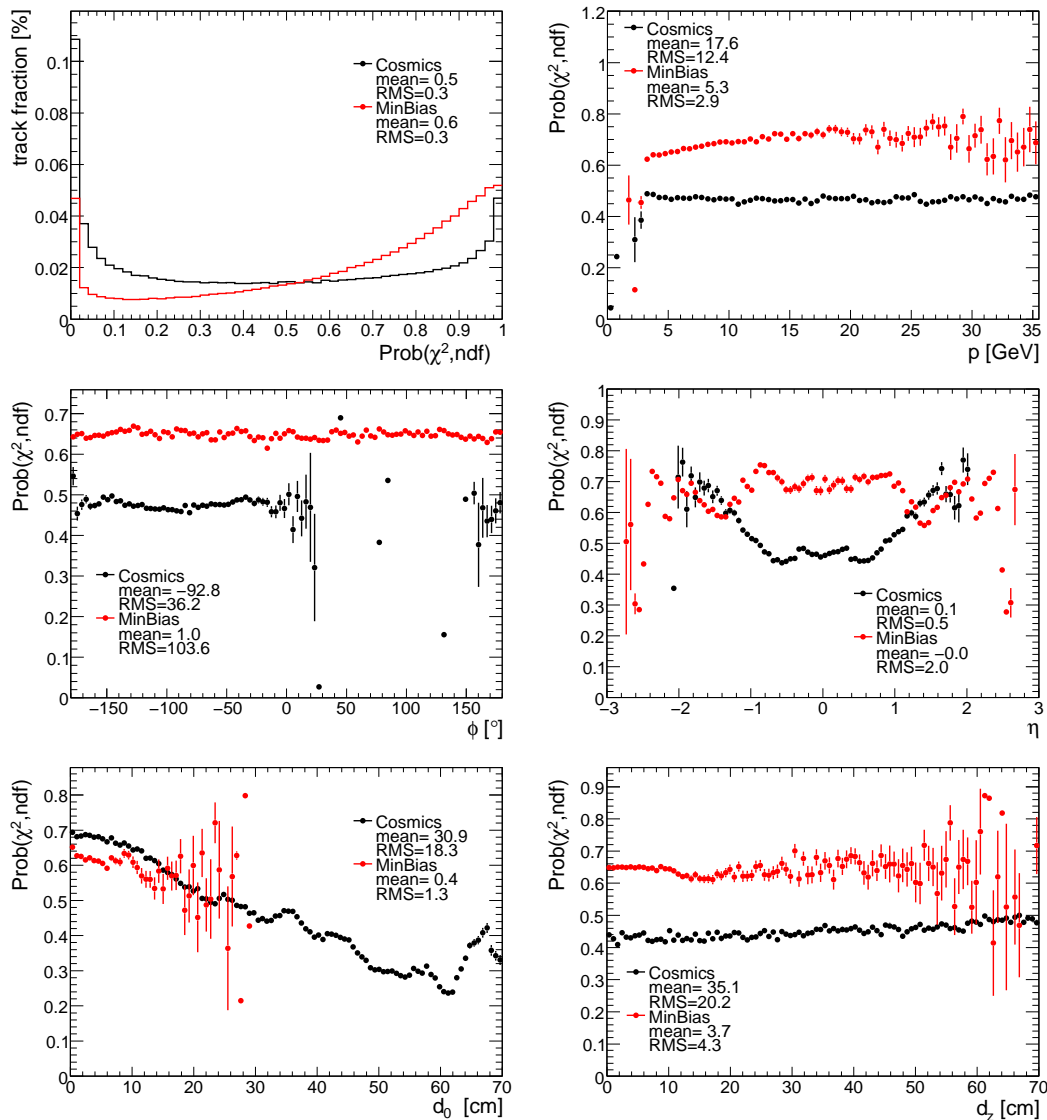 track fraction [%]
0.1
0.08
0.06
0.04
0.02
0
Cosmics
mean= 0.5
RMS=0.3
MinBias
mean= 0.6
RMS=0.3
0 0.1 0.2 0.3 0.4 0.5 0.6 0.7 0.8 0.9 1
Prob(χ²,ndf)
Prob(χ²,ndf)
1.2
1
0.8
0.6
0.4
0.2
0
Cosmics
mean= 17.6
RMS=12.4
MinBias
mean= 5.3
RMS=2.9
0 5 10 15 20 25 30 35
p [GeV]
Prob(χ²,ndf)
0.7
0.6
0.5
0.4
0.3
0.2
0.1
0
Cosmics
mean= −92.8
RMS=36.2
MinBias
mean= 1.0
RMS=103.6
−150 −100 −50 0 50 100 150
ϕ [°]
Prob(χ²,ndf)
1
0.9
0.8
0.7
0.6
0.5
0.4
0.3
0.2
0.1
0
Cosmics
mean= 0.1
RMS=0.5
MinBias
mean= −0.0
RMS=2.0
−3 −2 −1 0 1 2 3
η
Prob(χ²,ndf)
0.8
0.7
0.6
0.5
0.4
0.3
0.2
0.1
0
Cosmics
mean= 30.9
RMS=18.3
MinBias
mean= 0.4
RMS=1.3
0 10 20 30 40 50 60 70
d₀ [cm]
Prob(χ²,ndf)
0.9
0.8
0.7
0.6
0.5
0.4
0.3
0.2
0.1
0
Cosmics
mean= 35.1
RMS=20.2
MinBias
mean= 3.7
RMS=4.3
0 10 20 30 40 50 60 70
d_z [cm]